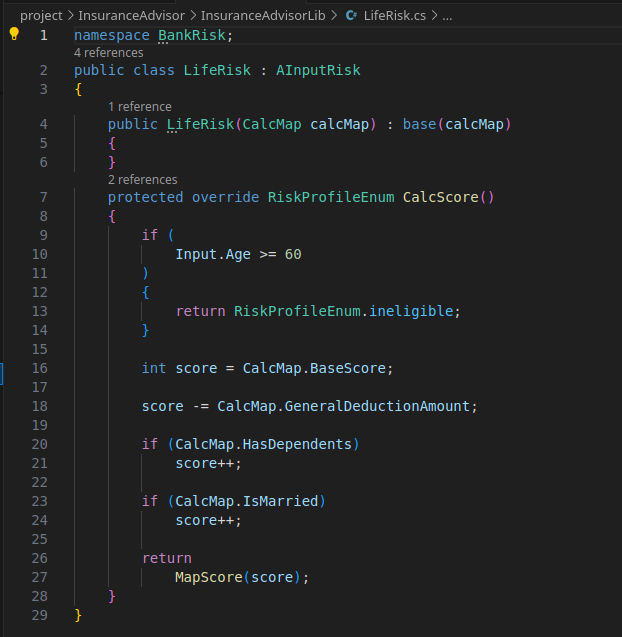 project > InsuranceAdvisor > InsuranceAdvisorLib > LifeRisk.cs > ...
1 namespace BankRisk;
4 references
2 public class LifeRisk : AInputRisk
3 {
1 reference
4 public LifeRisk(CalcMap calcMap) : base(calcMap)
5 {
6 }
2 references
7 protected override RiskProfileEnum CalcScore()
8 {
9 if (
10 Input.Age >= 60
11 )
12 {
13 return RiskProfileEnum.ineligible;
14 }
15
16 int score = CalcMap.BaseScore;
17
18 score -= CalcMap.GeneralDeductionAmount;
19
20 if (CalcMap.HasDependents)
21 score++;
22
23 if (CalcMap.IsMarried)
24 score++;
25
26 return
27 MapScore(score);
28 }
29 }